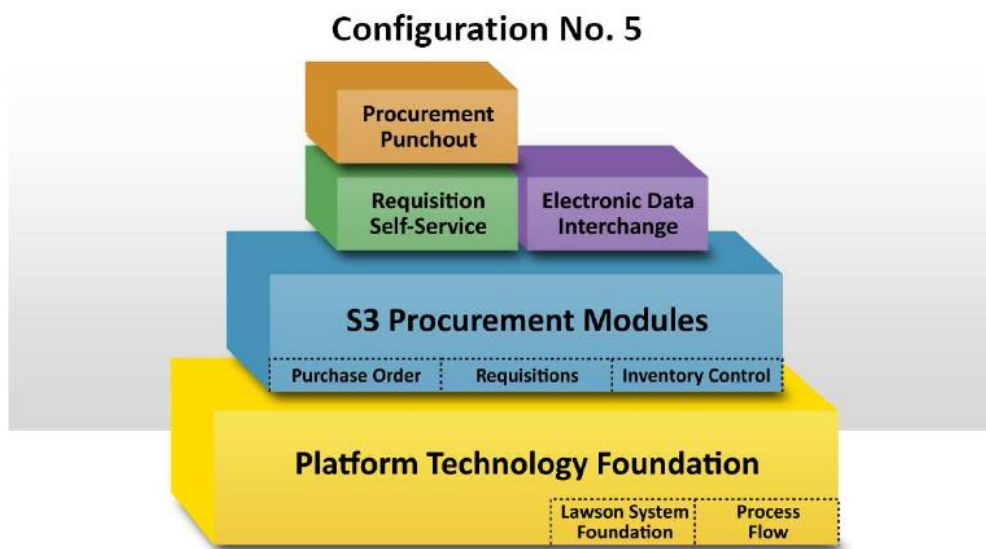 Configuration No. 5
Procurement
Punchout
Requisition
Self-Service
Electronic Data
Interchange
S3 Procurement Modules
Purchase Order
Requisitions
Inventory Control
Platform Technology Foundation
Lawson System
Foundation
Process
Flow